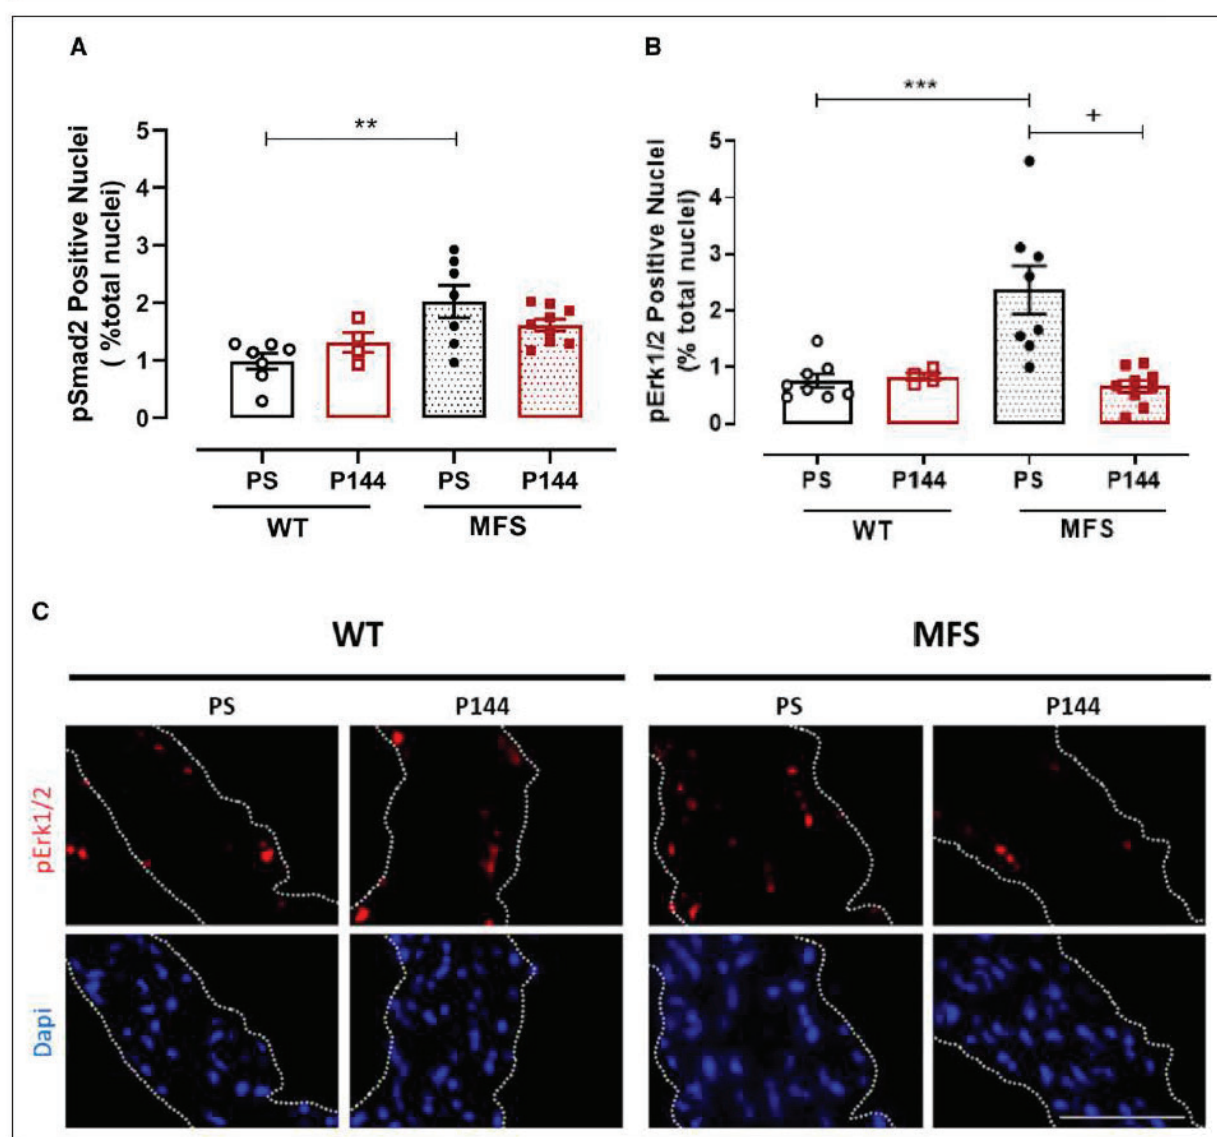 A
**
pSmad2 Positive Nuclei
( %total nuclei)
5
4
3
2
1
0
PS P144 PS P144
WT MFS
B
***
+
pErk1/2 Positive Nuclei
(% total nuclei)
5
4
3
2
1
0
PS P144 PS P144
WT MFS
C
WT MFS
PS P144 PS P144
pErk1/2
Dapi